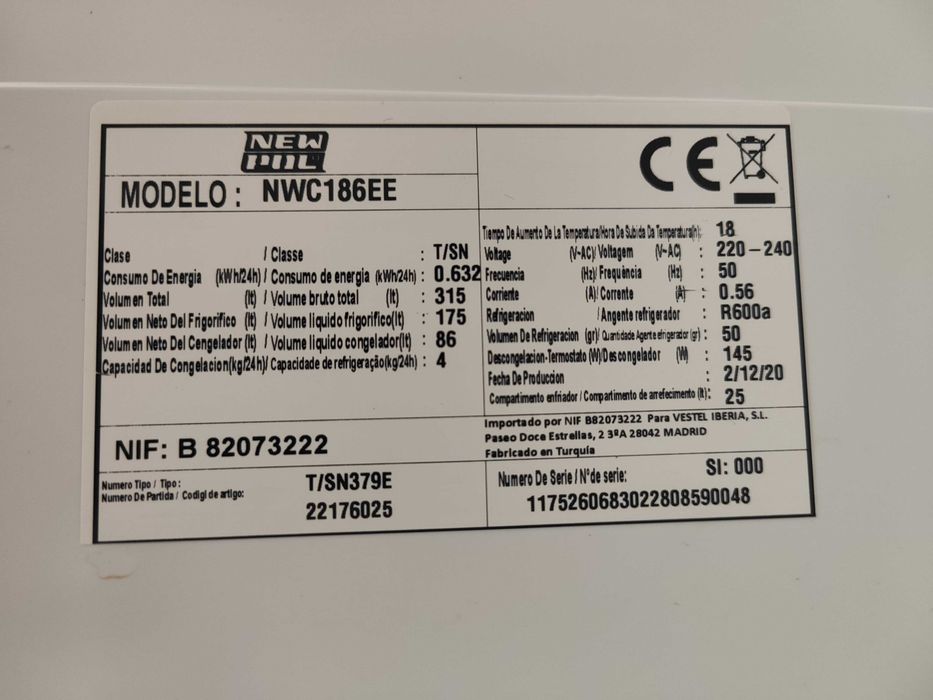 NEW
POL
MODELO : NWC186EE
Clase / Classe : T/SN
Consumo De Energia (kWh/24h) / Consumo de energia (kWh/24h) : 0.632
Volumen Total (lt) / Volume bruto total (lt) : 315
Volumen Neto Del Frigorifico (lt) / Volume liquido frigorifico(lt) : 175
Volumen Neto Del Cengelador (lt) / Volume liquido congelador(lt) : 86
Capacidad De Congelacion(kg/24h)/ Capacidade de refrigeração(kg/24h) : 4
NIF: B 82073222
Numero Tipo / Tipo : T/SN379E
Numero De Partida / Codigi de artigo: 22176025
CE
Tiempo De Aumento De La Temperatura/Hora De Subida Da Temperatura(h): 18
Voltage (V~AC)/ Voltagem (V~AC) : 220-240
Frecuencia (Hz)/ Frequência (Hz) : 50
Corriente (A)/ Corrente (A) : 0.56
Refrigeracion / Angente refrigerador : R600a
Volumen De Refrigeracion (gr)/ Quantidade Agente refrigerador (gr) : 50
Descongelacion-Termostato (W)/Descongelador (W) : 145
Fecha De Produccion : 2/12/20
Compartimento enfriador / Compartimento de arrefecimento (lt): 25
Importado por NIF B82073222 Para VESTEL IBERIA, S.L.
Paseo Doce Estrellas, 2 3ºA 28042 MADRID
Fabricado en Turquia
Numero De Serie / N°de serie: SI: 000
1175260683022808590048